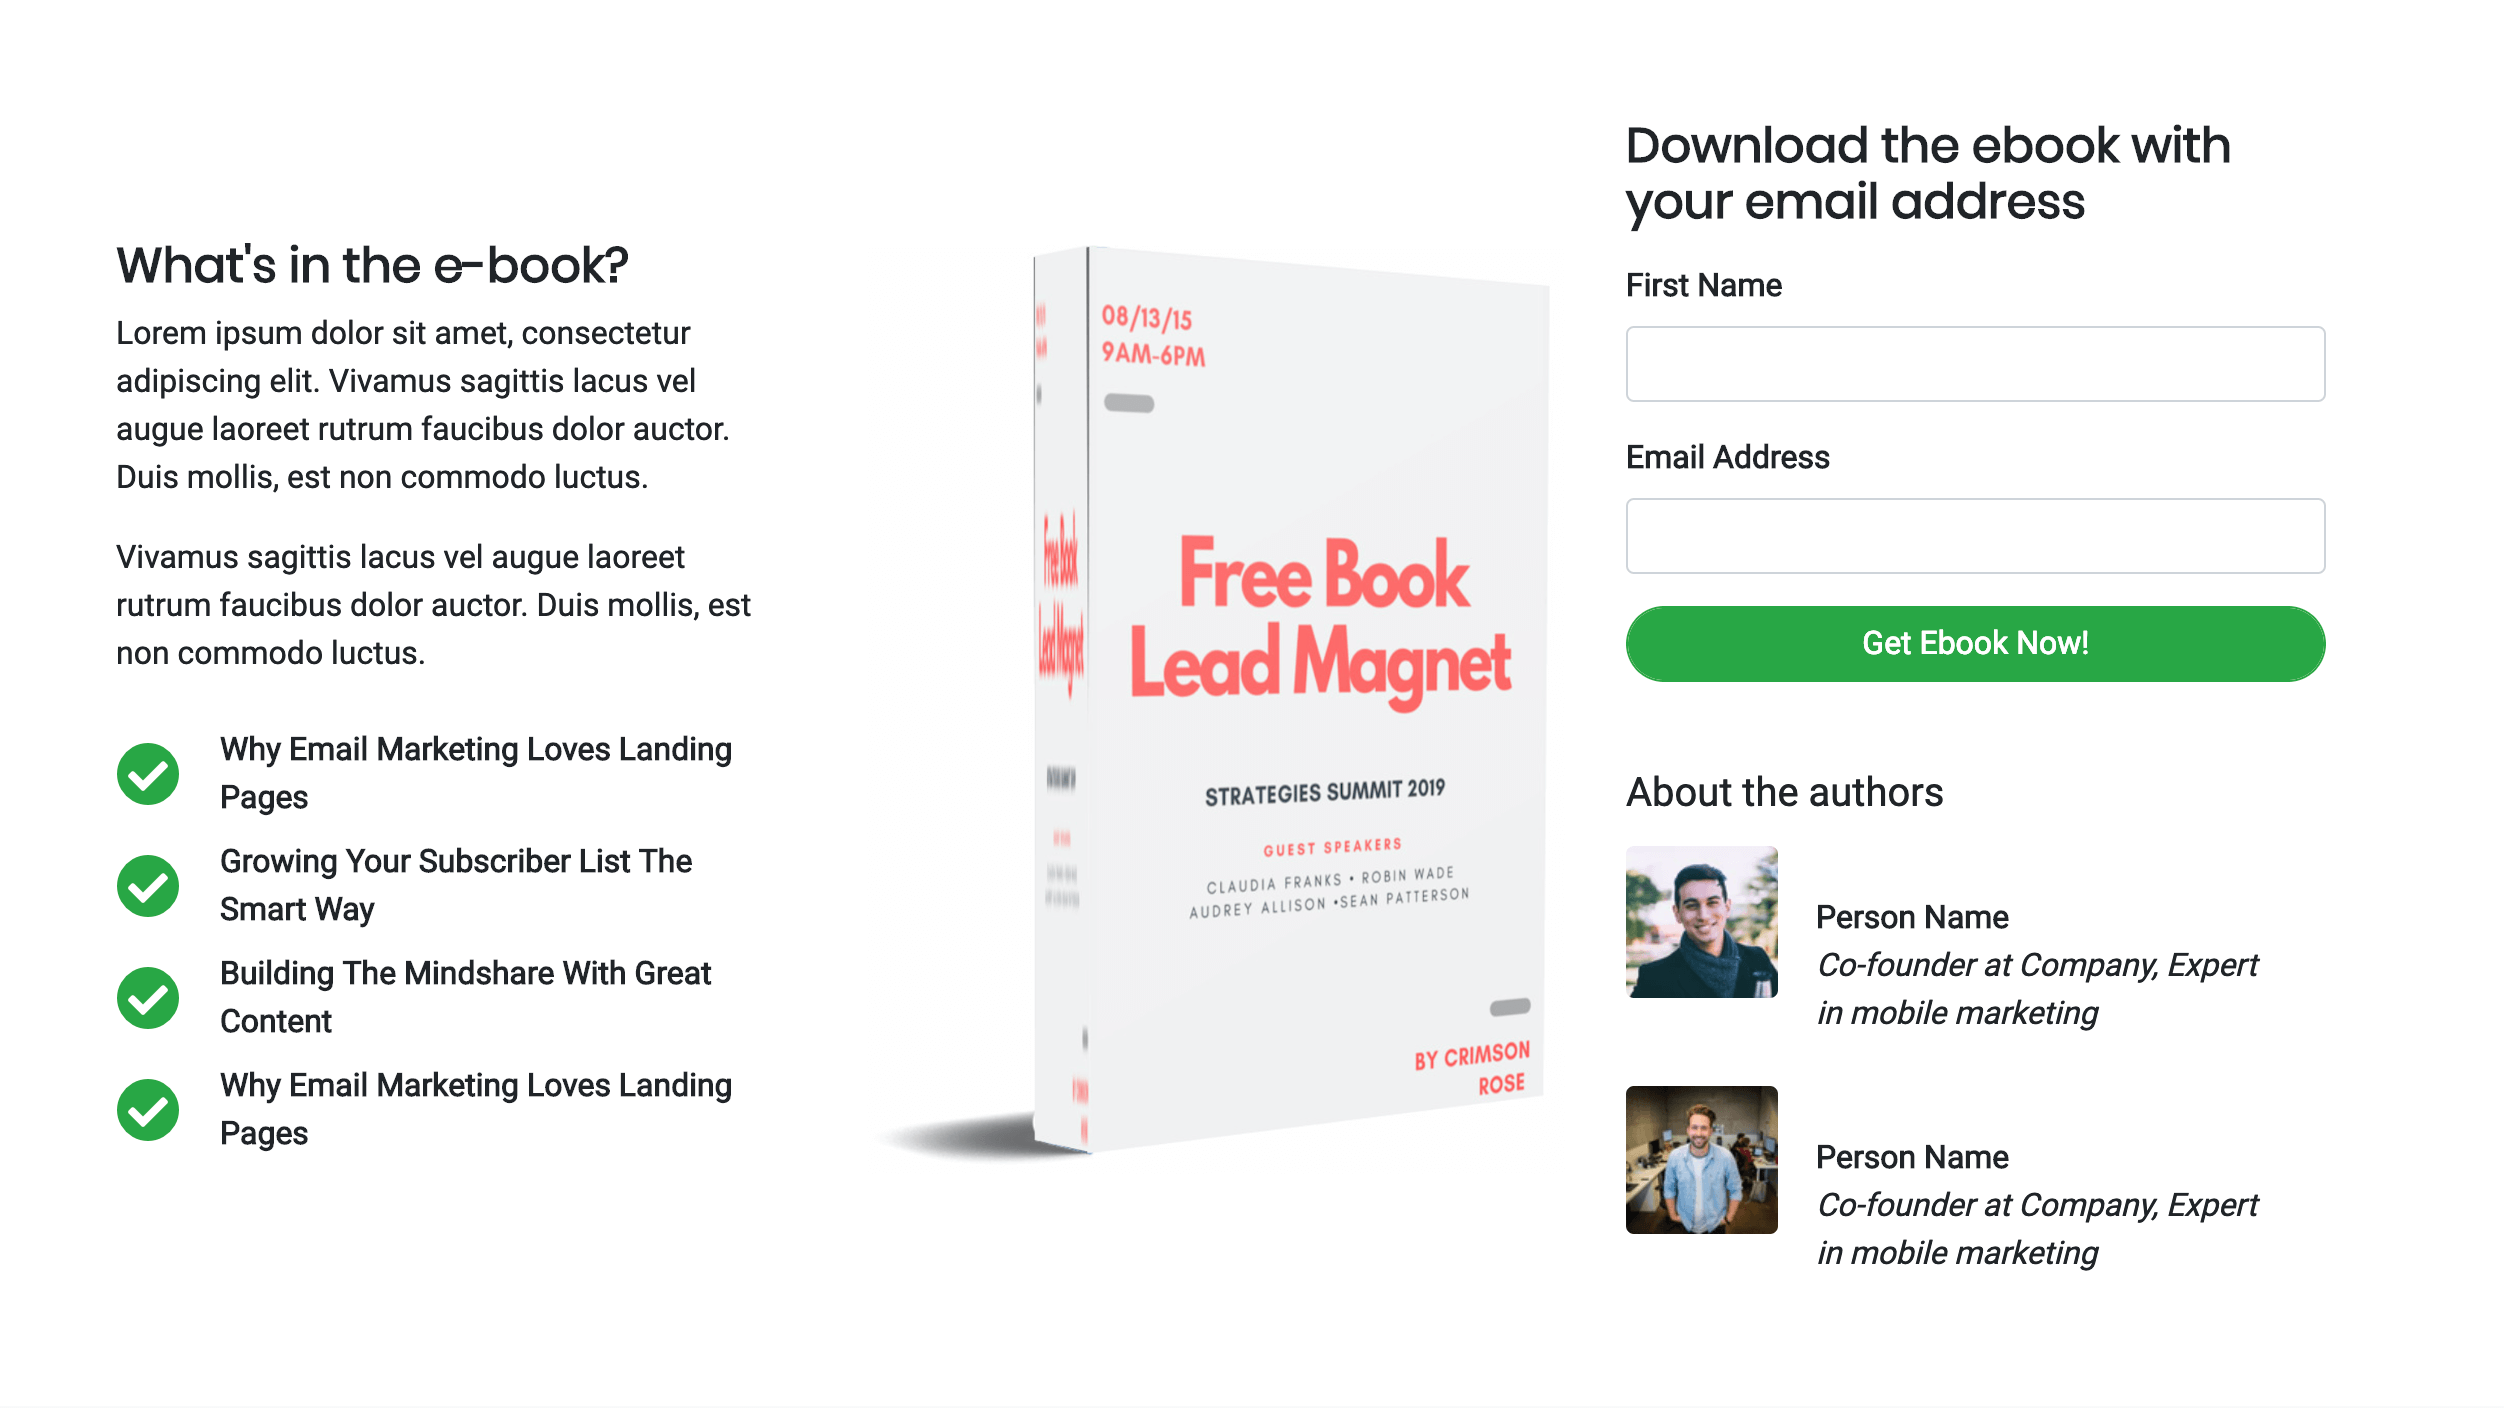 What's in the e-book?
Lorem ipsum dolor sit amet, consectetur
adipiscing elit. Vivamus sagittis lacus vel
augue laoreet rutrum faucibus dolor auctor.
Duis mollis, est non commodo luctus.
Vivamus sagittis lacus vel augue laoreet
rutrum faucibus dolor auctor. Duis mollis, est
non commodo luctus.
Why Email Marketing Loves Landing
Pages
Growing Your Subscriber List The
Smart Way
Building The Mindshare With Great
Content
Why Email Marketing Loves Landing
Pages
Free Book
Lead Magnet
08/13/15
9AM-6PM
Free Book
Lead Magnet
STRATEGIES SUMMIT 2019
GUEST SPEAKERS
CLAUDIA FRANKS • ROBIN WADE
AUDREY ALLISON •SEAN PATTERSON
BY CRIMSON
ROSE
Download the ebook with
your email address
First Name
Email Address
Get Ebook Now!
About the authors
Person Name
Co-founder at Company, Expert
in mobile marketing
Person Name
Co-founder at Company, Expert
in mobile marketing